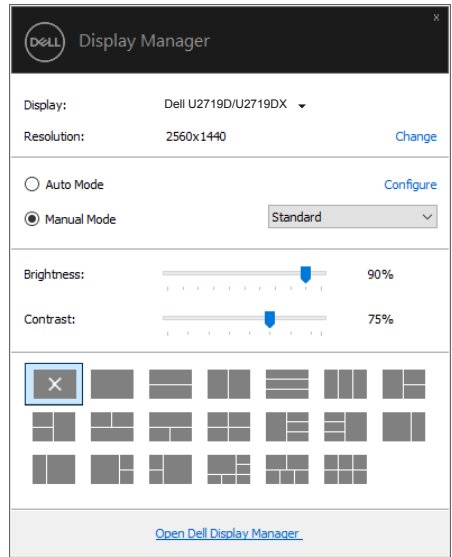 x
DELL Display Manager
Display: Dell U2719D/U2719DX
Resolution: 2560x1440 Change
Auto Mode Configure
Manual Mode Standard
Brightness: 90%
Contrast: 75%
Open Dell Display Manager